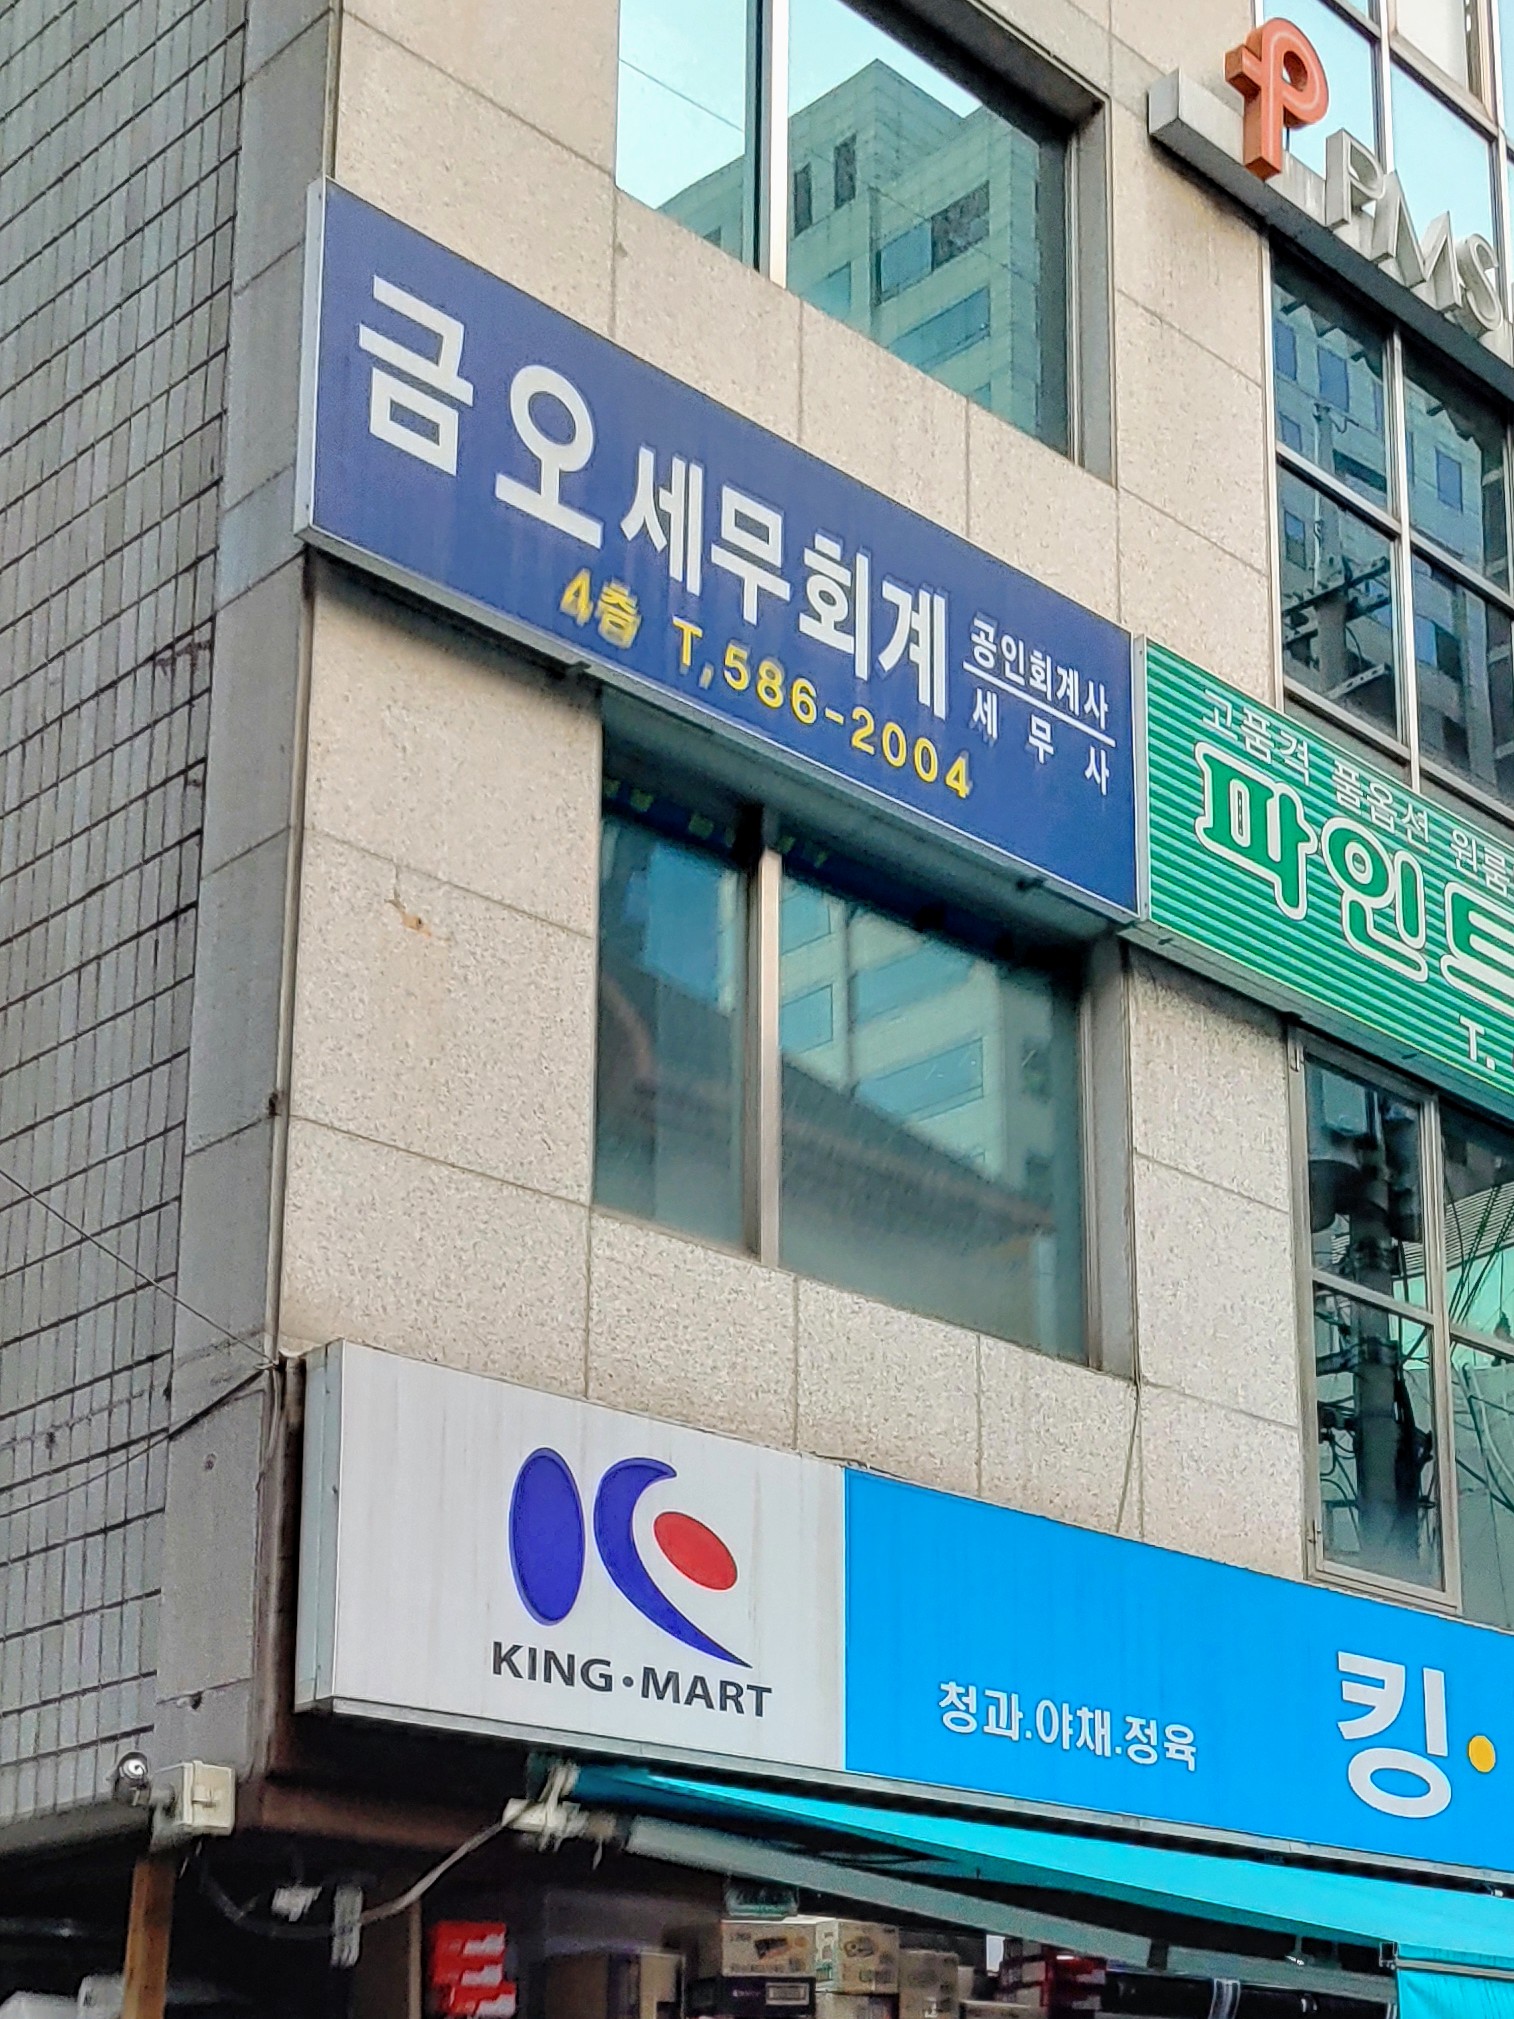 PMS
금오세무회계
공인회계사
세무사
4층 T,586-2004
고품격 풀옵션 원룸
파인
T.
KING·MART
청과.야채.정육
킹·